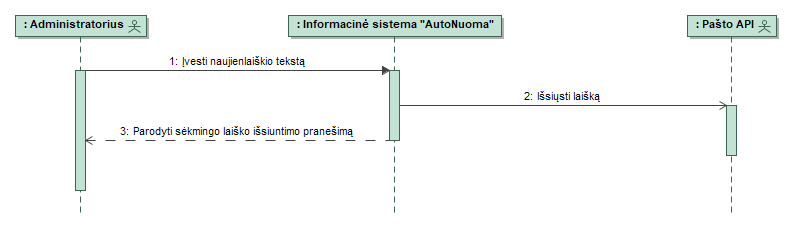 : Administratorius
: Informacinė sistema "AutoNuoma"
: Pašto API
1: Įvesti naujienlaiškio tekstą
2: Išsiųsti laišką
3: Parodyti sėkmingo laiško išsiuntimo pranešimą